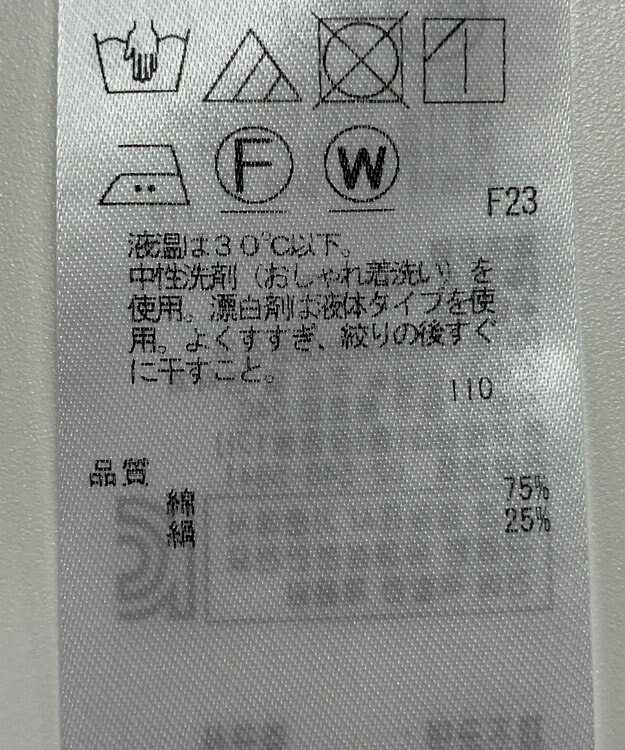 F
W
F23
液温は30℃以下。
中性洗剤（おしゃれ着洗い）を
使用。漂白剤は液体タイプを使
用。よくすすぎ、絞りの後すぐ
に干すこと。
110
品質
綿 75%
絹 25%